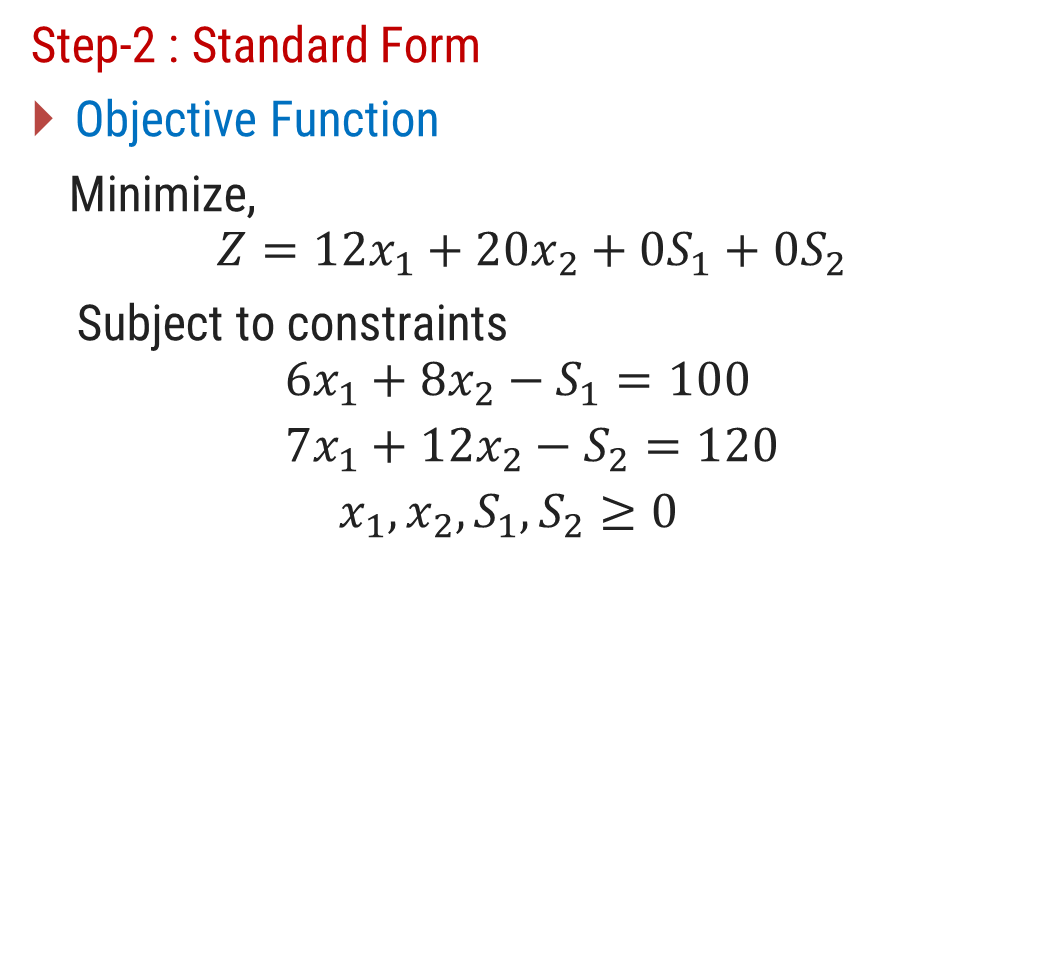 Step-2 : Standard Form
Objective Function
Minimize,
Z = 12x₁ + 20x₂ + 0S₁ + 0S₂
Subject to constraints
6x₁ + 8x₂ − S₁ = 100
7x₁ + 12x₂ − S₂ = 120
x₁, x₂, S₁, S₂ ≥ 0